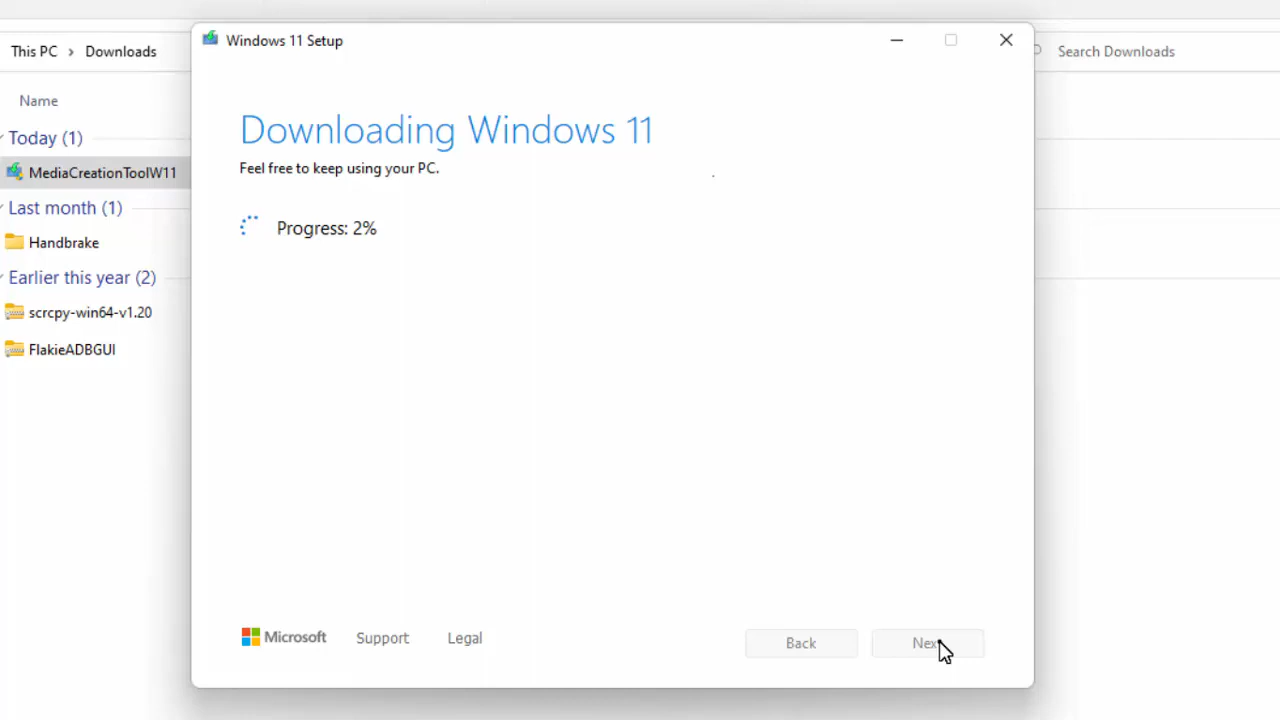 Windows 11 Setup
This PC > Downloads
Search Downloads
Name
Today (1)
MediaCreationToolW11
Last month (1)
Handbrake
Earlier this year (2)
scrcpy-win64-v1.20
FlakieADBGUI
Downloading Windows 11
Feel free to keep using your PC.
Progress: 2%
Microsoft Support Legal
Back Next